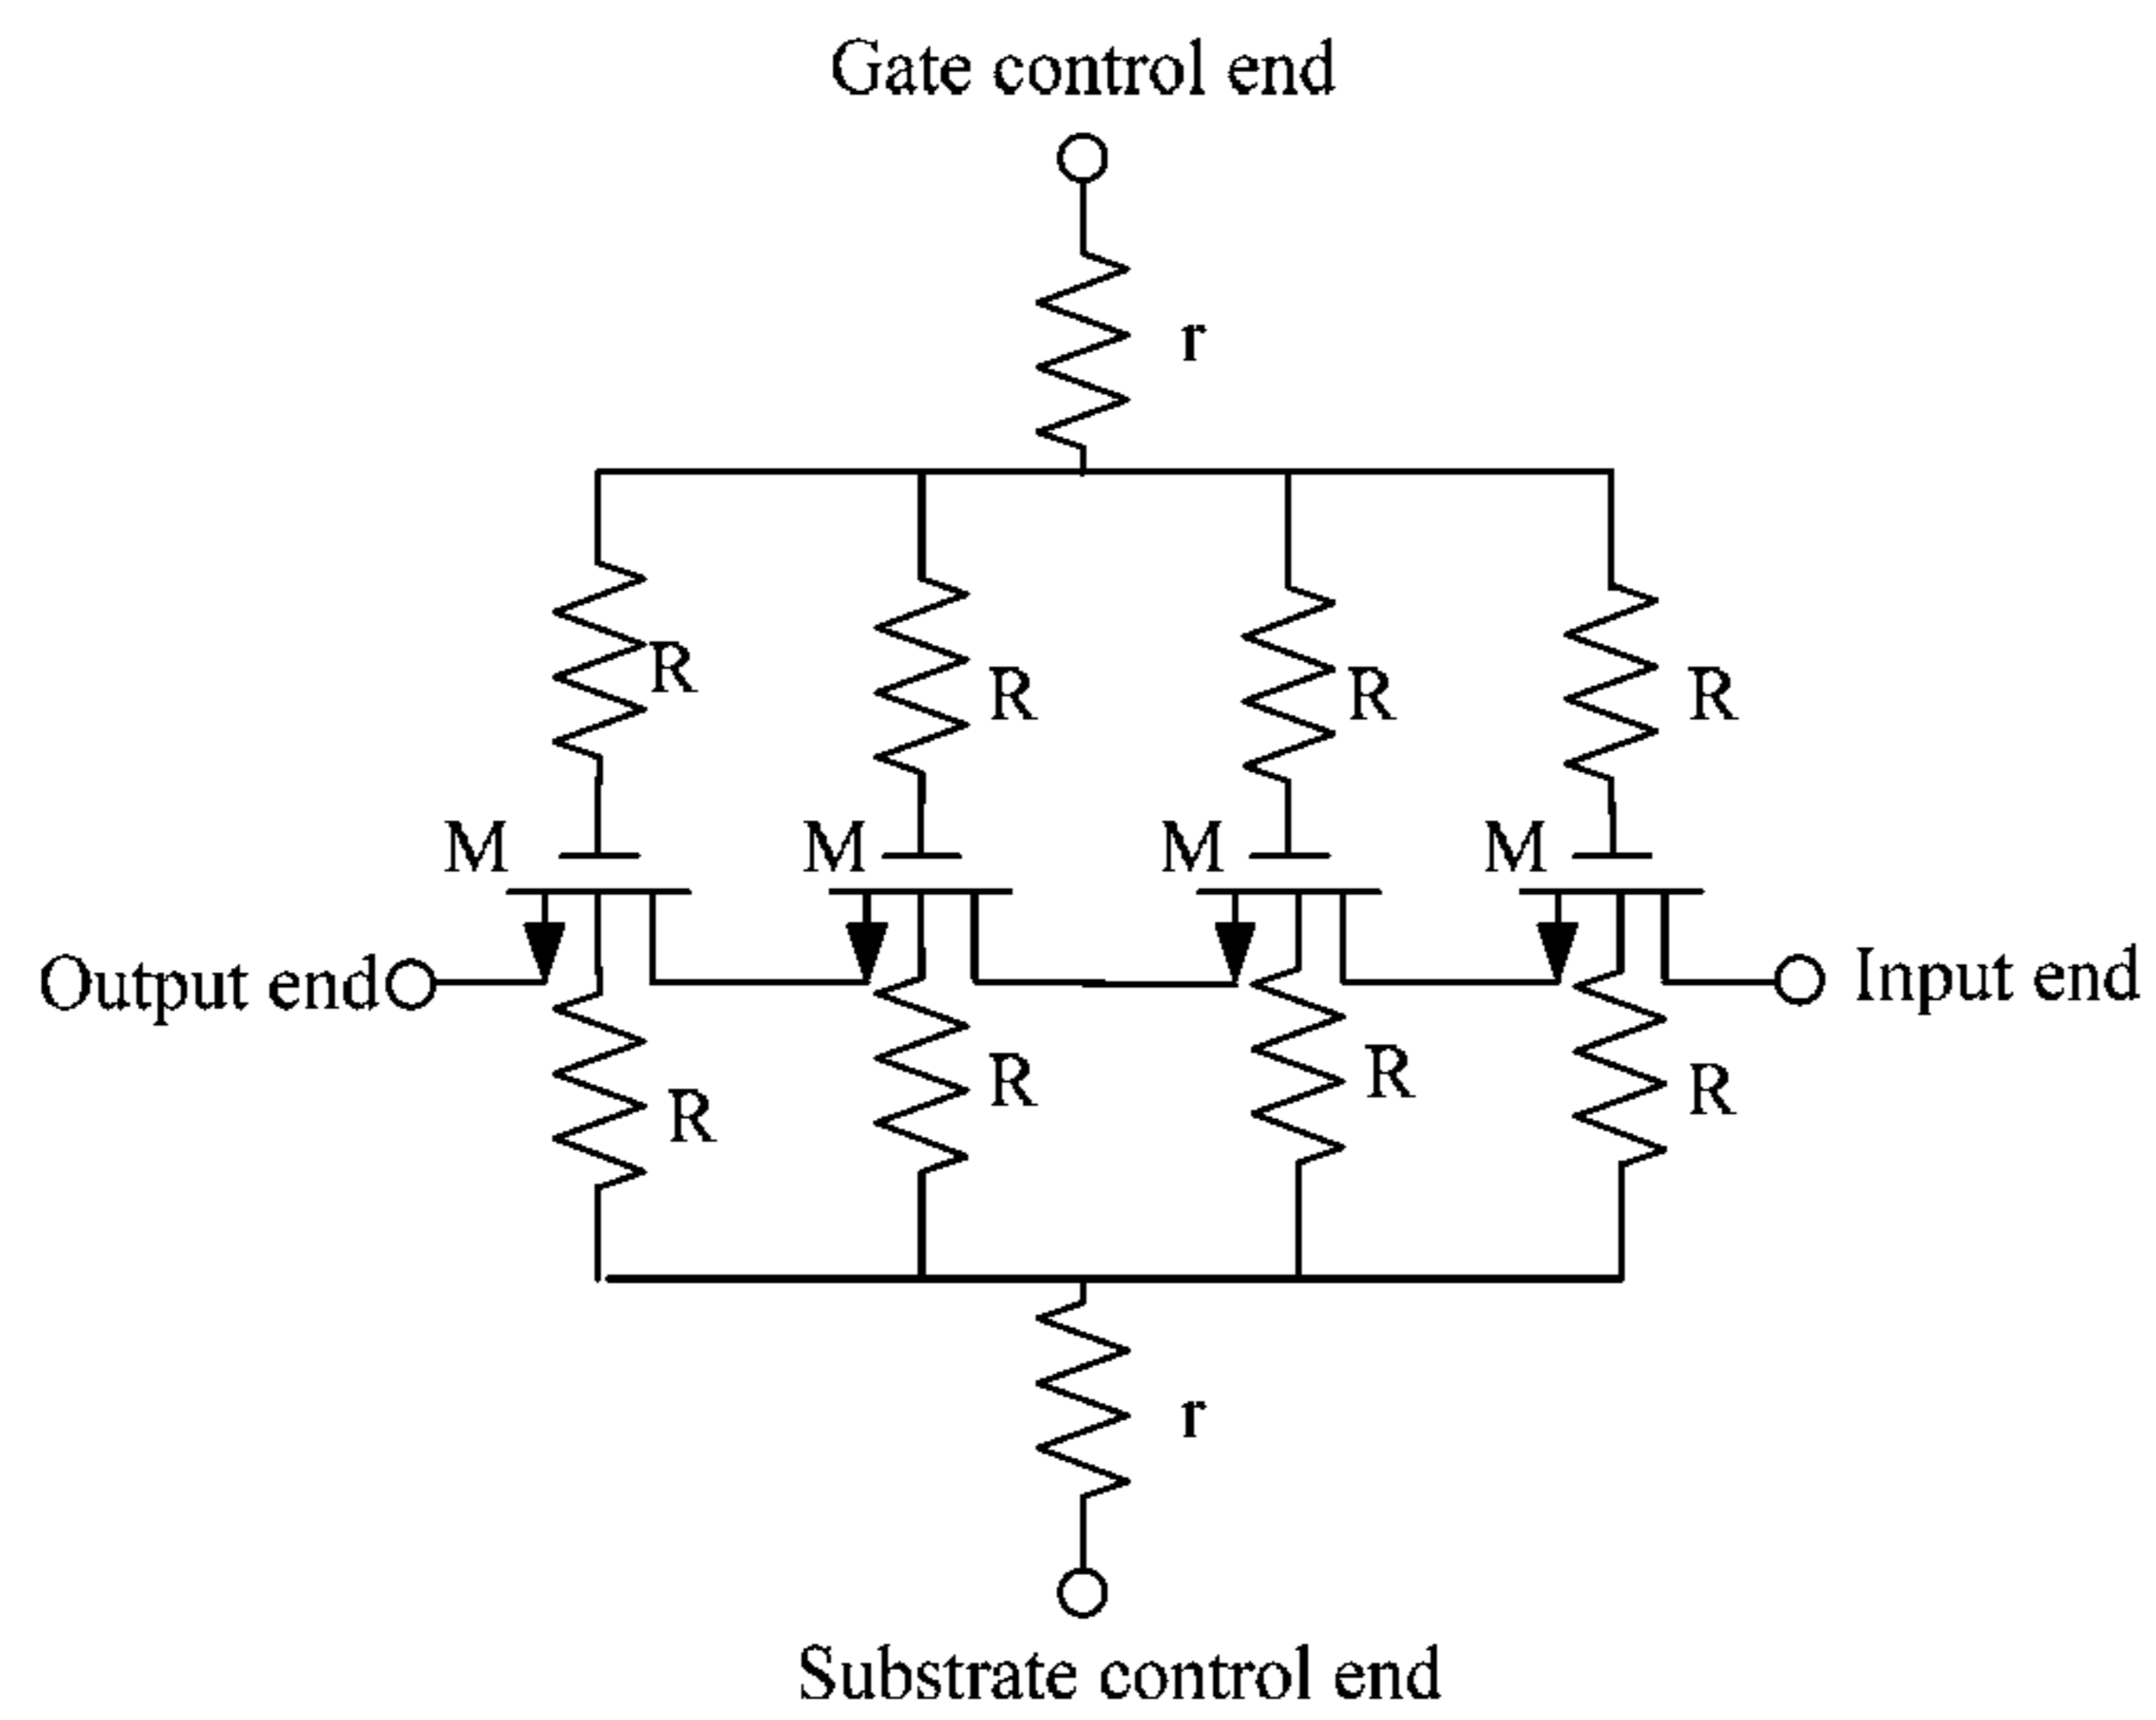 Gate control end
r
R
R
R
R
M
M
M
M
Output end
Input end
R
R
R
R
r
Substrate control end